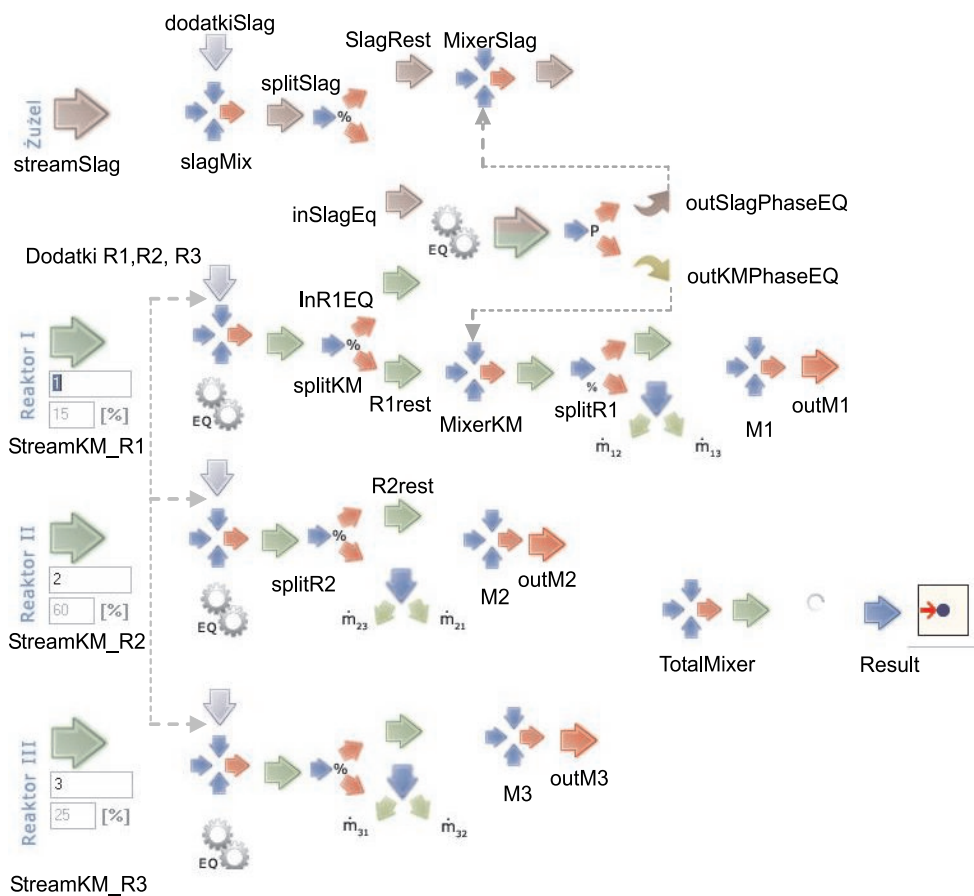 dodatkiSlag
SlagRest
MixerSlag
splitSlag
%
Żużel
streamSlag
slagMix
inSlagEq
EQ
P
outSlagPhaseEQ
outKMPhaseEQ
Dodatki R1,R2, R3
InR1EQ
Reaktor I
1
15 [%]
StreamKM_R1
EQ
%
splitKM
R1rest
MixerKM
%
splitR1
ṁ12
ṁ13
M1
outM1
R2rest
Reaktor II
2
60 [%]
StreamKM_R2
EQ
%
splitR2
ṁ23
ṁ21
M2
outM2
TotalMixer
Result
Reaktor III
3
25 [%]
StreamKM_R3
EQ
%
ṁ31
ṁ32
M3
outM3